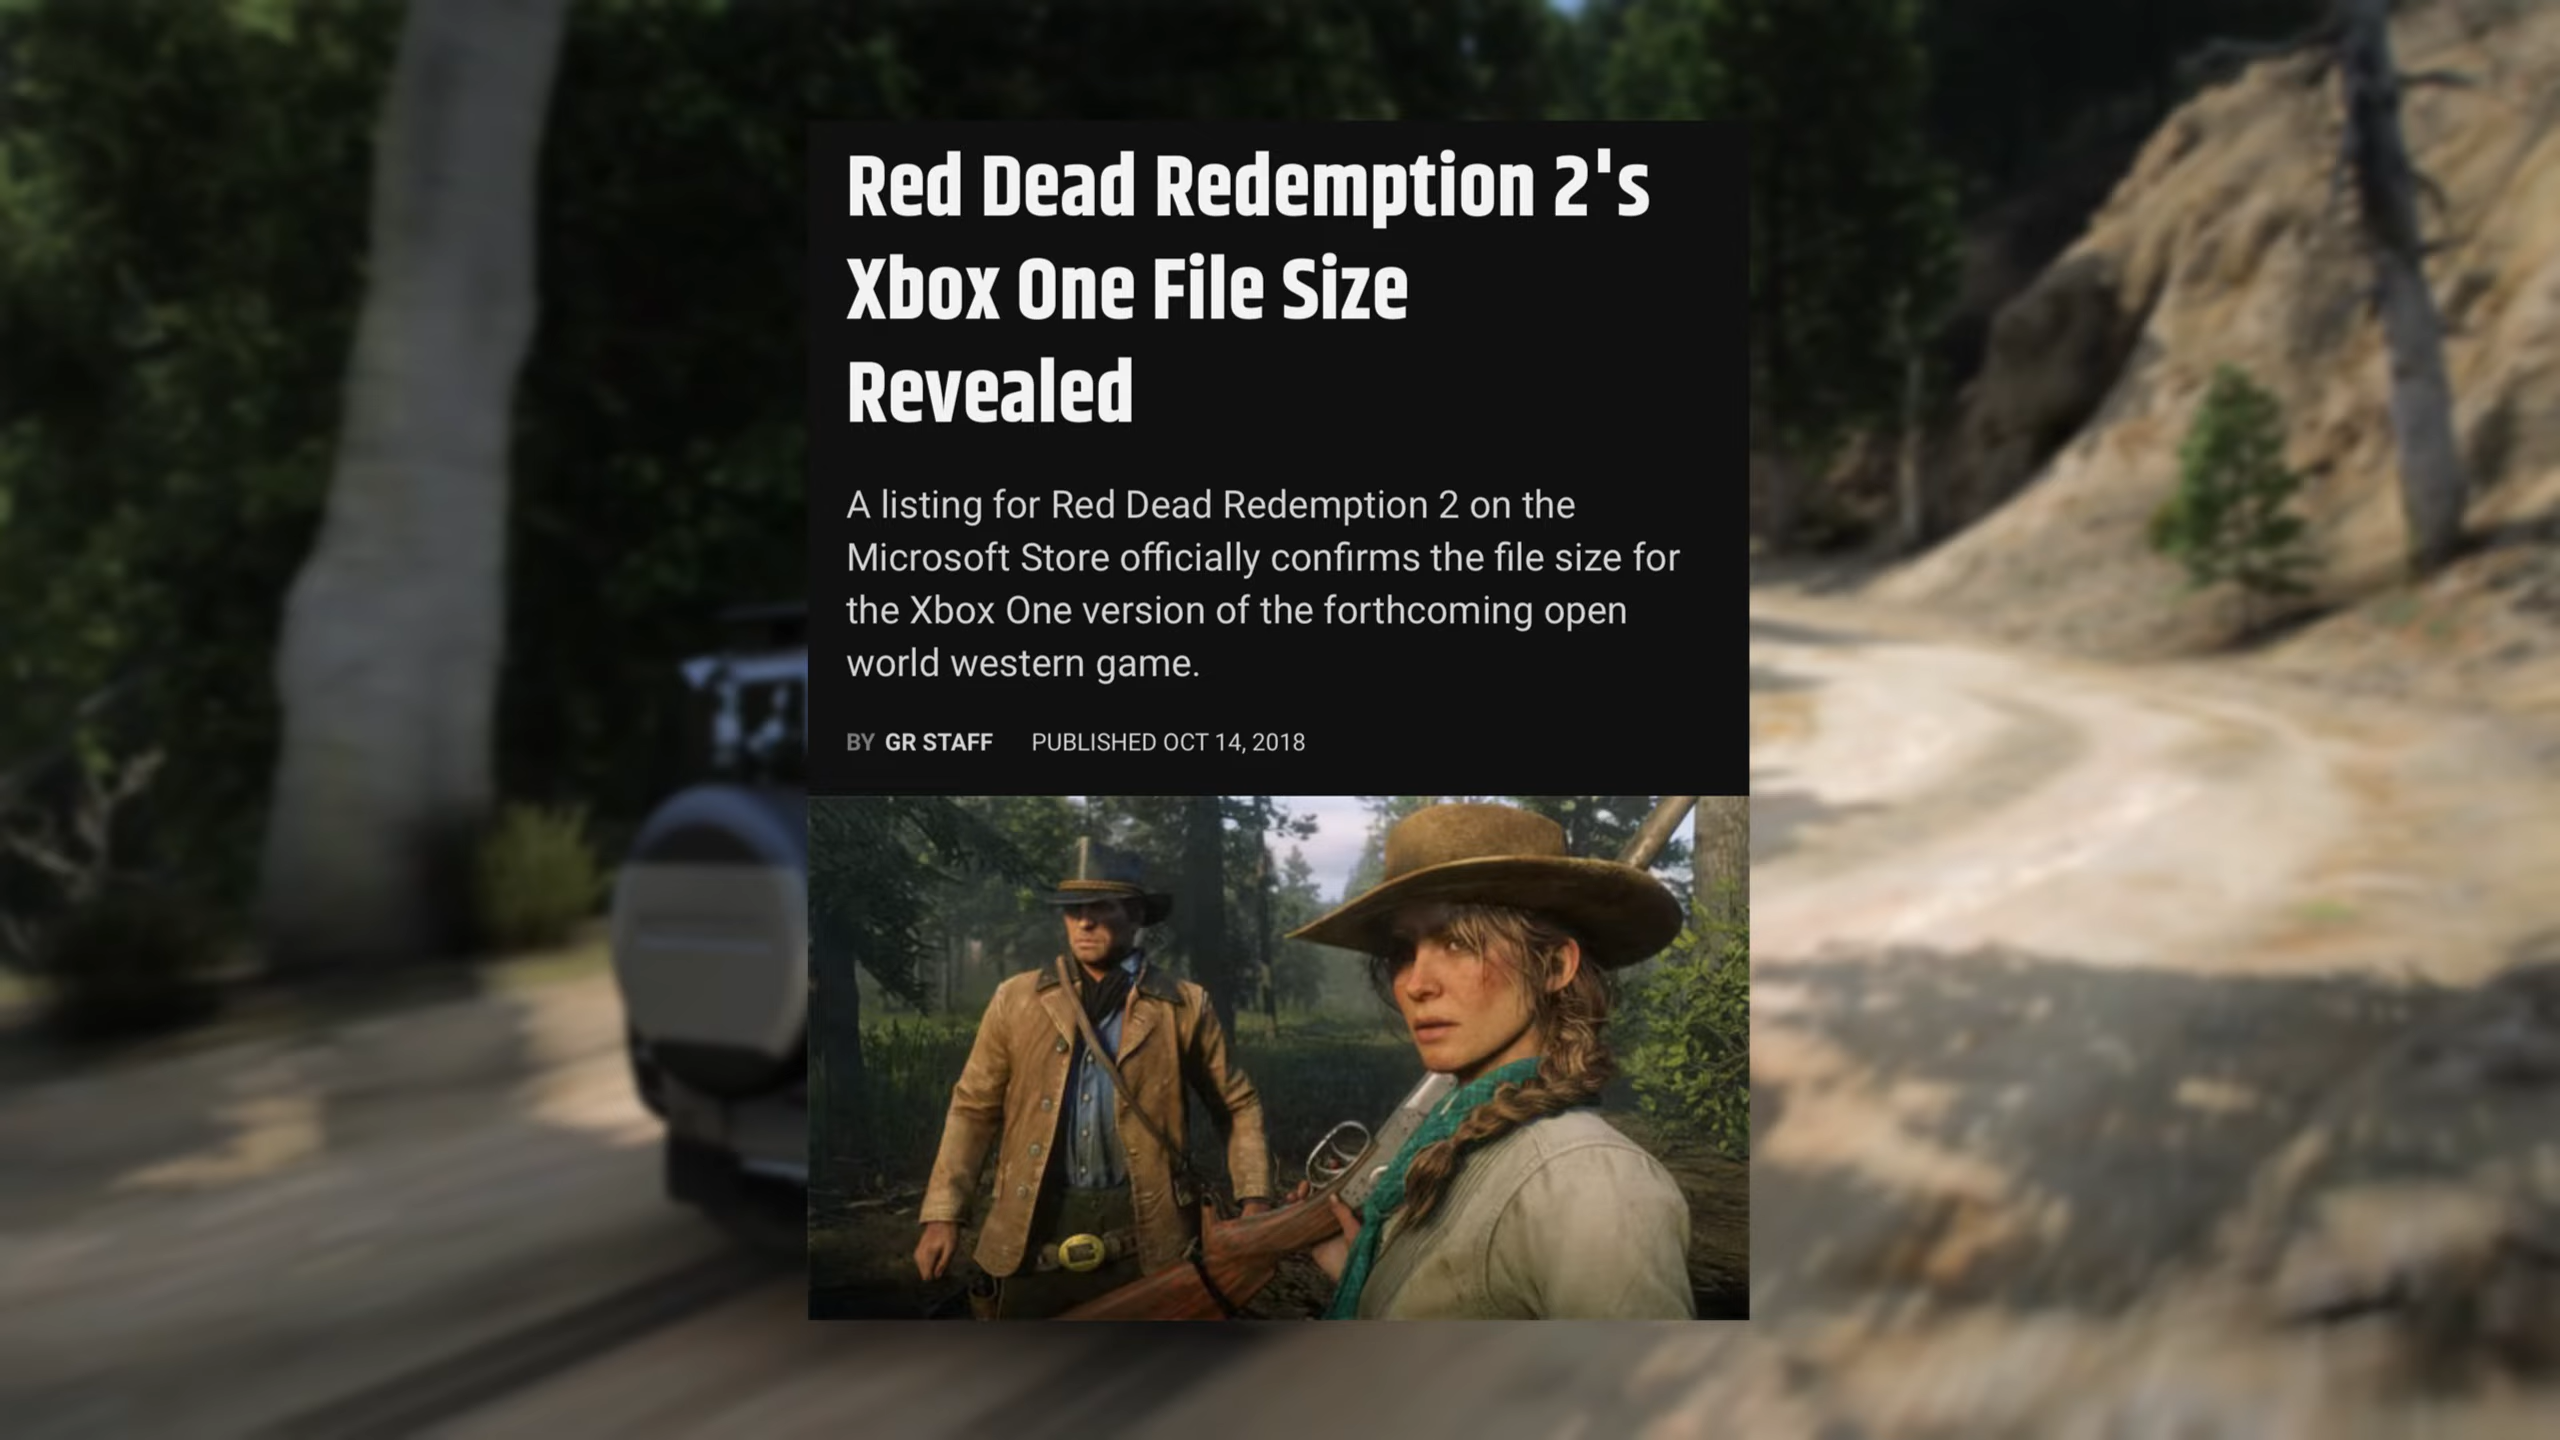 Red Dead Redemption 2's
Xbox One File Size
Revealed
A listing for Red Dead Redemption 2 on the
Microsoft Store officially confirms the file size for
the Xbox One version of the forthcoming open
world western game.
BY GR STAFF PUBLISHED OCT 14, 2018